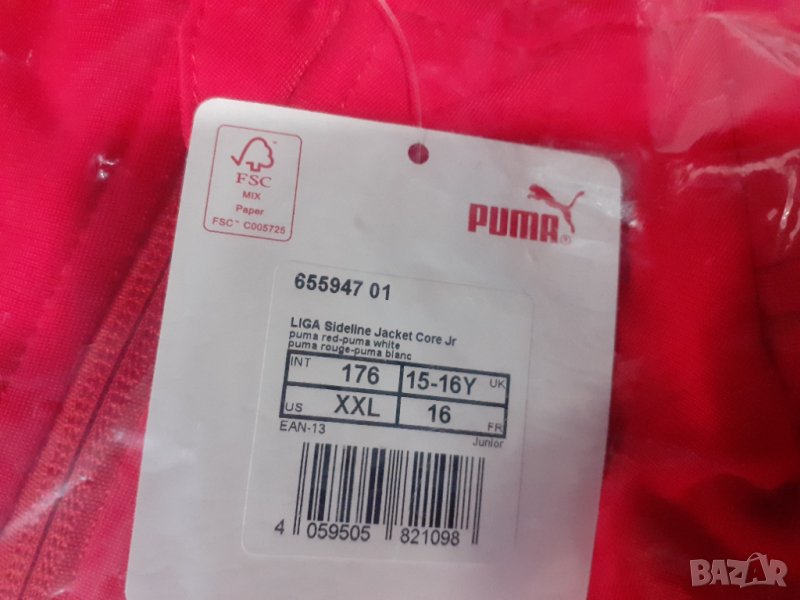 FSC
MIX
Paper
FSC™ C005725
PUMA®
655947 01
LIGA Sideline Jacket Core Jr
puma red-puma white
puma rouge-puma blanc
INT 176 15-16Y UK
US XXL 16 FR
EAN-13 Junior
4 059505 821098
BAZAR